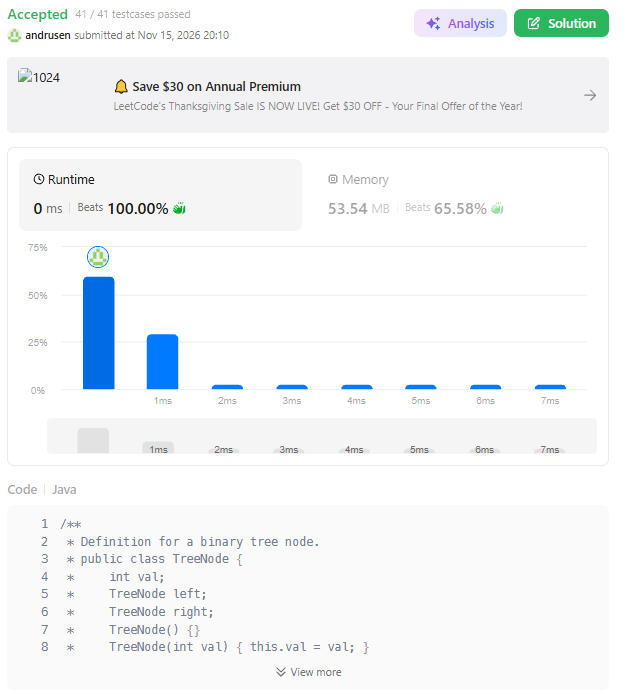 Accepted 41 / 41 testcases passed
andrusen submitted at Nov 15, 2026 20:10
Analysis
Solution
1024
Save $30 on Annual Premium
LeetCode's Thanksgiving Sale IS NOW LIVE! Get $30 OFF - Your Final Offer of the Year!
Runtime
0 ms Beats 100.00%
Memory
53.54 MB Beats 65.58%
75%
50%
25%
0%
1ms 2ms 3ms 4ms 5ms 6ms 7ms
1ms 2ms 3ms 4ms 5ms 6ms 7ms
Code Java
1 /**
2  * Definition for a binary tree node.
3  * public class TreeNode {
4  *     int val;
5  *     TreeNode left;
6  *     TreeNode right;
7  *     TreeNode() {}
8  *     TreeNode(int val) { this.val = val; }
View more